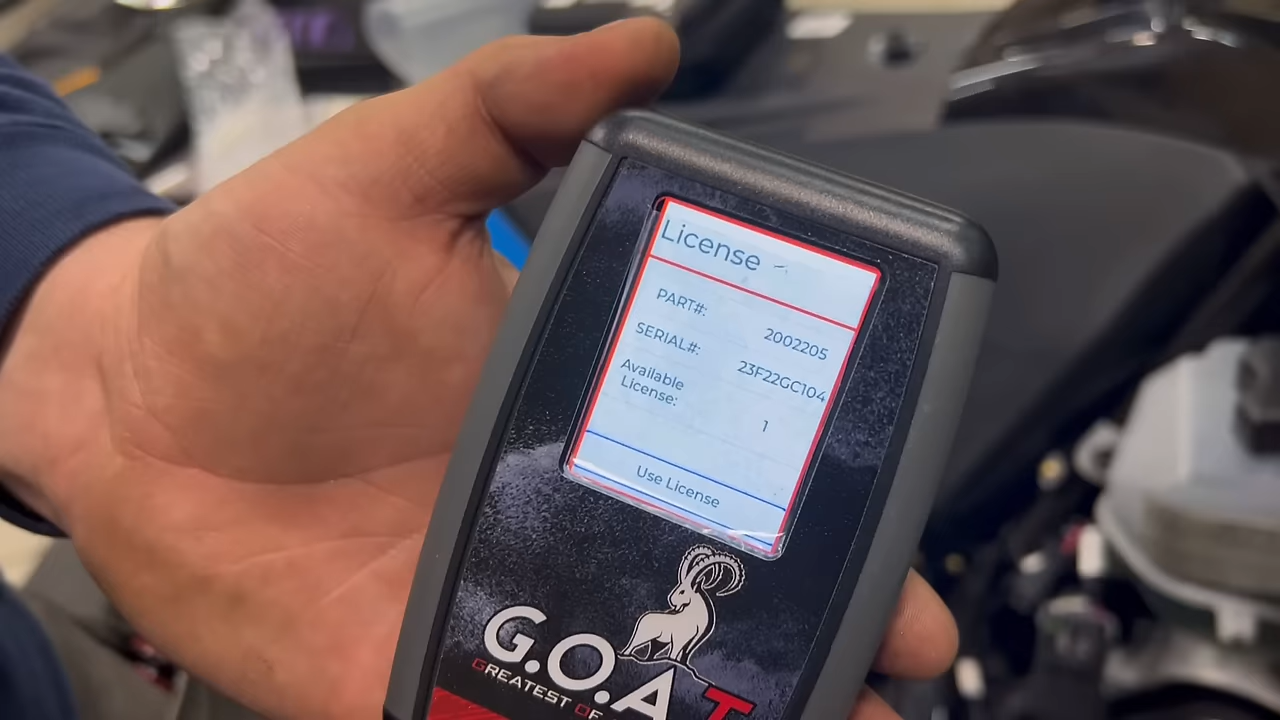 License
PART#: 2002205
SERIAL#: 23F22GC104
Available
License: 1
Use License
G.O.A.T
GREATEST OF